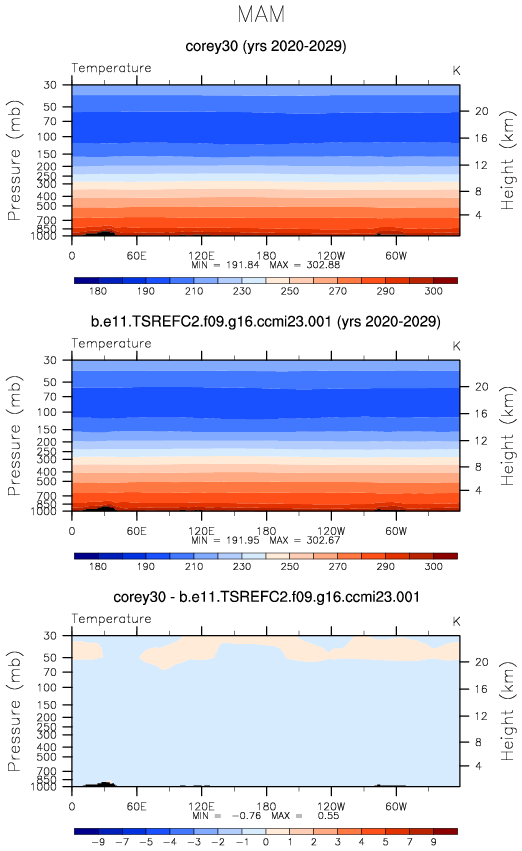 MAM
corey30 (yrs 2020-2029)
Temperature K
30
50
70
100
150
200
250
300
400
500
700
850
1000
Pressure (mb)
20
16
12
8
4
Height (km)
0 60E 120E 180 120W 60W
MIN = 191.84 MAX = 302.88
180 190 210 230 250 270 290 300
b.e11.TSREFC2.f09.g16.ccmi23.001 (yrs 2020-2029)
Temperature K
30
50
70
100
150
200
250
300
400
500
700
850
1000
Pressure (mb)
20
16
12
8
4
Height (km)
0 60E 120E 180 120W 60W
MIN = 191.95 MAX = 302.67
180 190 210 230 250 270 290 300
corey30 - b.e11.TSREFC2.f09.g16.ccmi23.001
Temperature K
30
50
70
100
150
200
250
300
400
500
700
850
1000
Pressure (mb)
20
16
12
8
4
Height (km)
0 60E 120E 180 120W 60W
MIN = -0.76 MAX = 0.55
-9 -7 -5 -4 -3 -2 -1 0 1 2 3 4 5 7 9